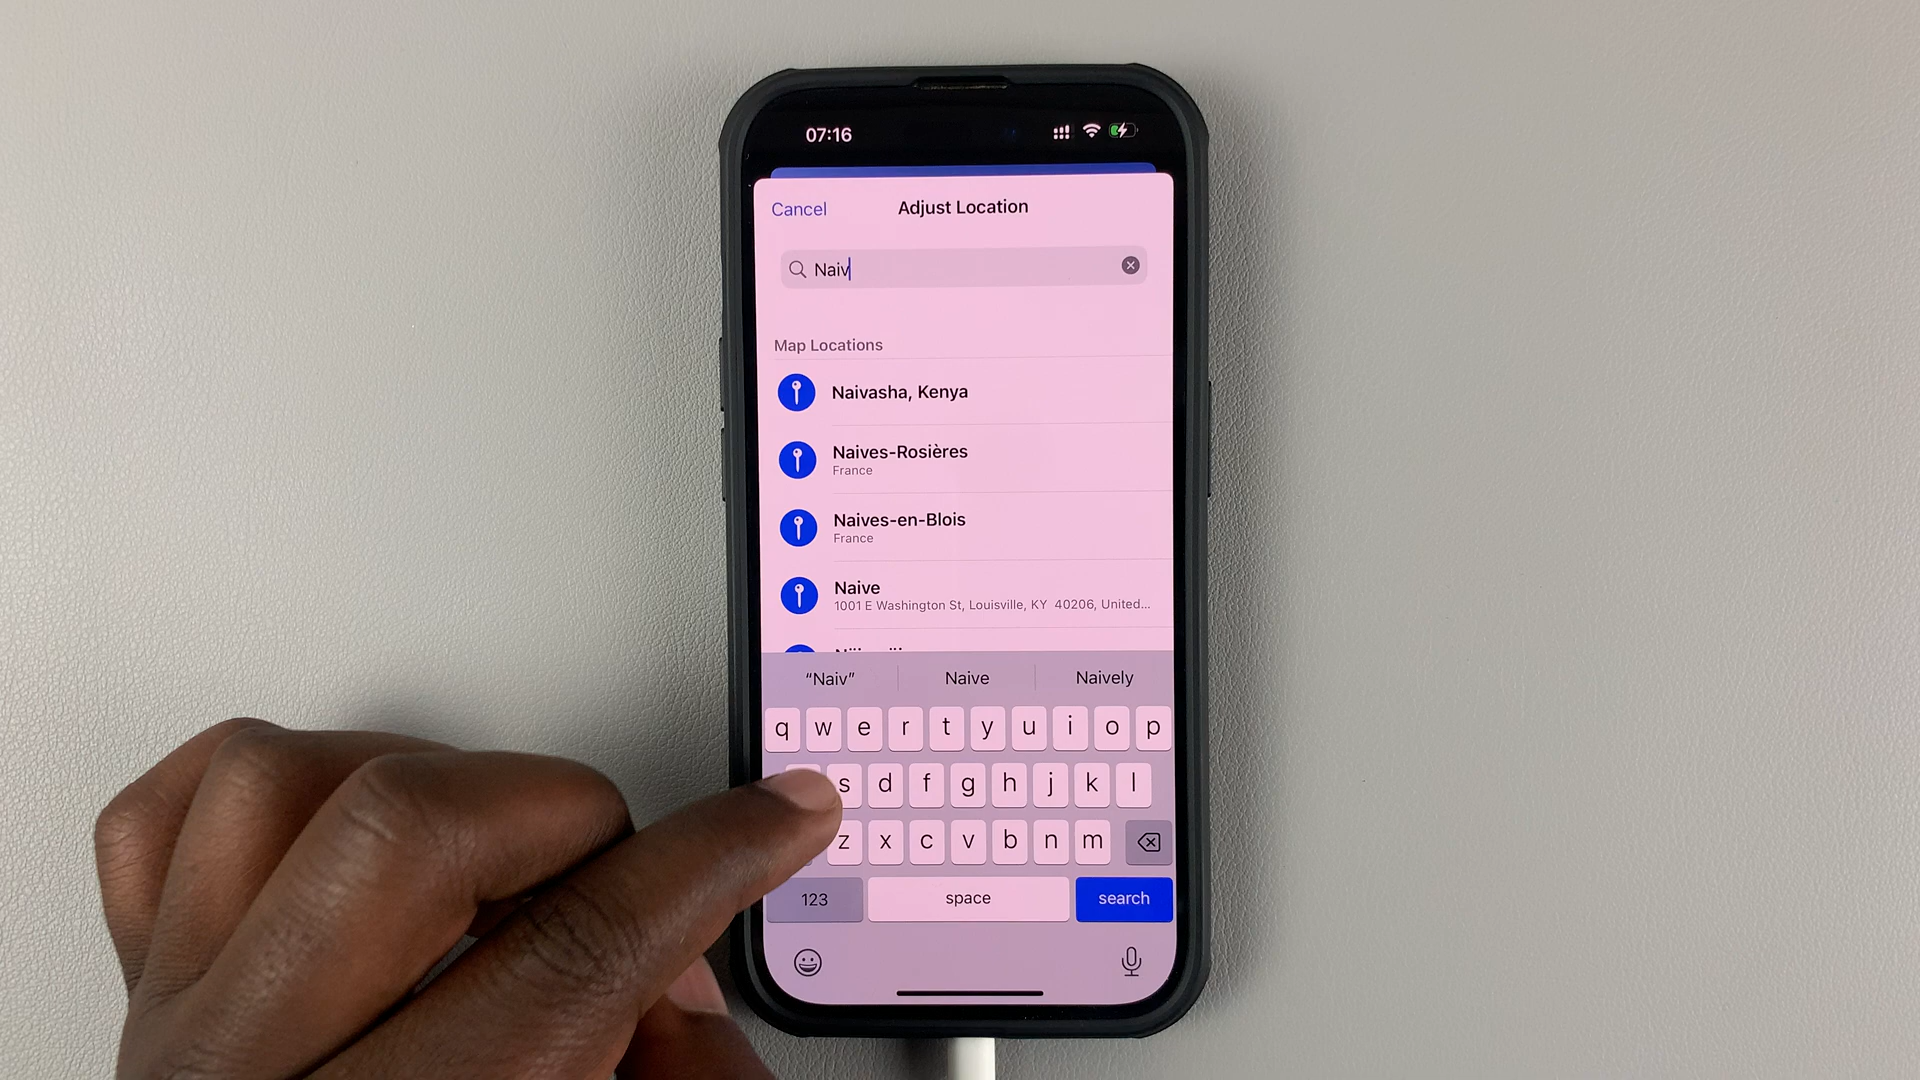 07:16
Cancel
Adjust Location
Naiv
Map Locations
Naivasha, Kenya
Naives-Rosières
France
Naives-en-Blois
France
Naive
1001 E Washington St, Louisville, KY 40206, United...
“Naiv”
Naive
Naively
q w e r t y u i o p
s d f g h j k l
z x c v b n m
123
space
search